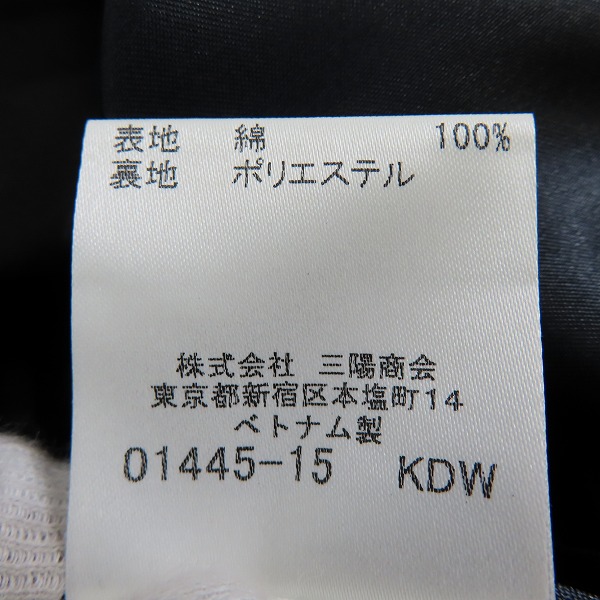 表地 綿 100%
裏地 ポリエステル
株式会社 三陽商会
東京都新宿区本塩町14
ベトナム製
01445-15 KDW